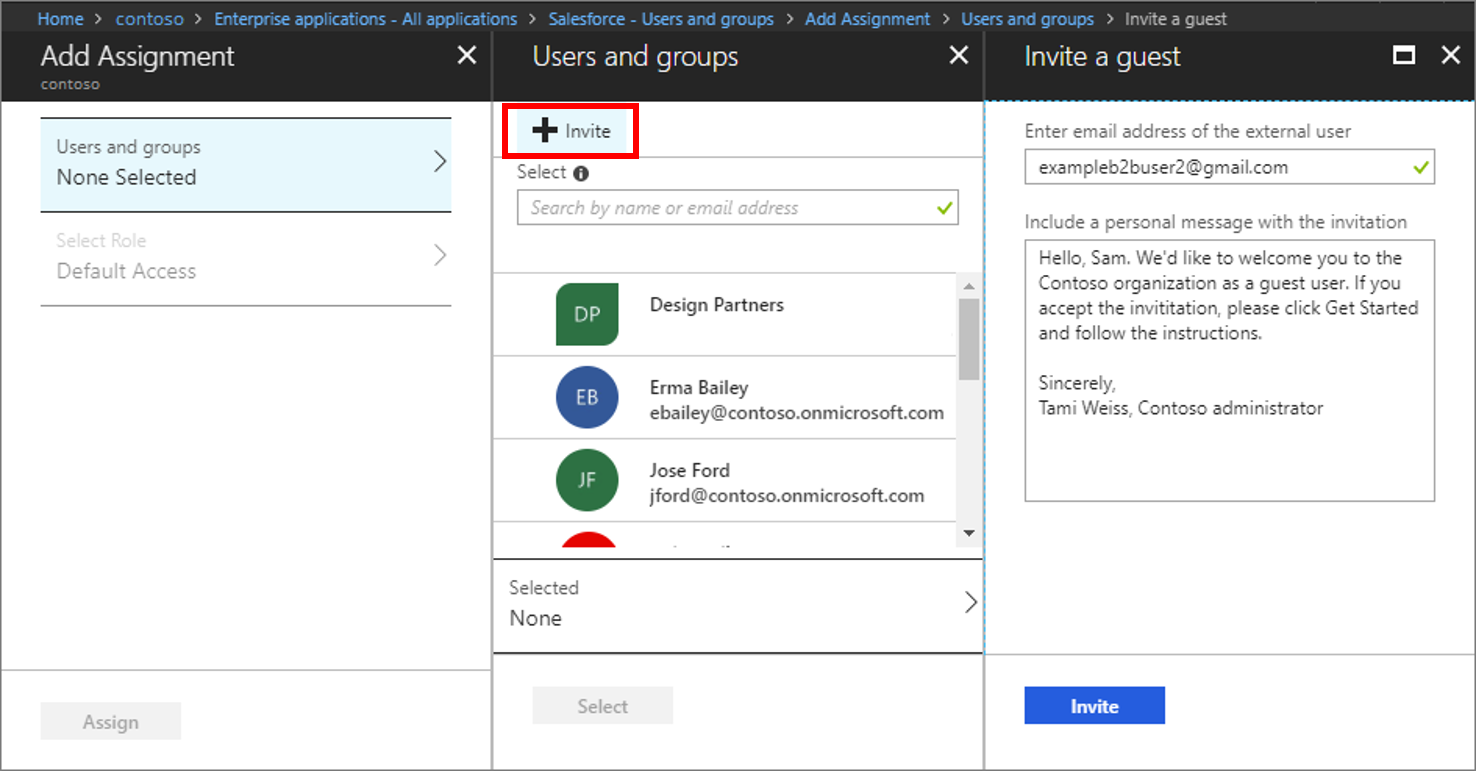 Home > contoso > Enterprise applications - All applications > Salesforce - Users and groups > Add Assignment > Users and groups > Invite a guest
Add Assignment
contoso
Users and groups
None Selected
Select Role
Default Access
Assign
Users and groups
Invite
Select
Search by name or email address
DP
Design Partners
EB
Erma Bailey
ebailey@contoso.onmicrosoft.com
JF
Jose Ford
jford@contoso.onmicrosoft.com
Selected
None
Select
Invite a guest
Enter email address of the external user
exampleb2buser2@gmail.com
Include a personal message with the invitation
Hello, Sam. We'd like to welcome you to the
Contoso organization as a guest user. If you
accept the invititation, please click Get Started
and follow the instructions.
Sincerely,
Tami Weiss, Contoso administrator
Invite